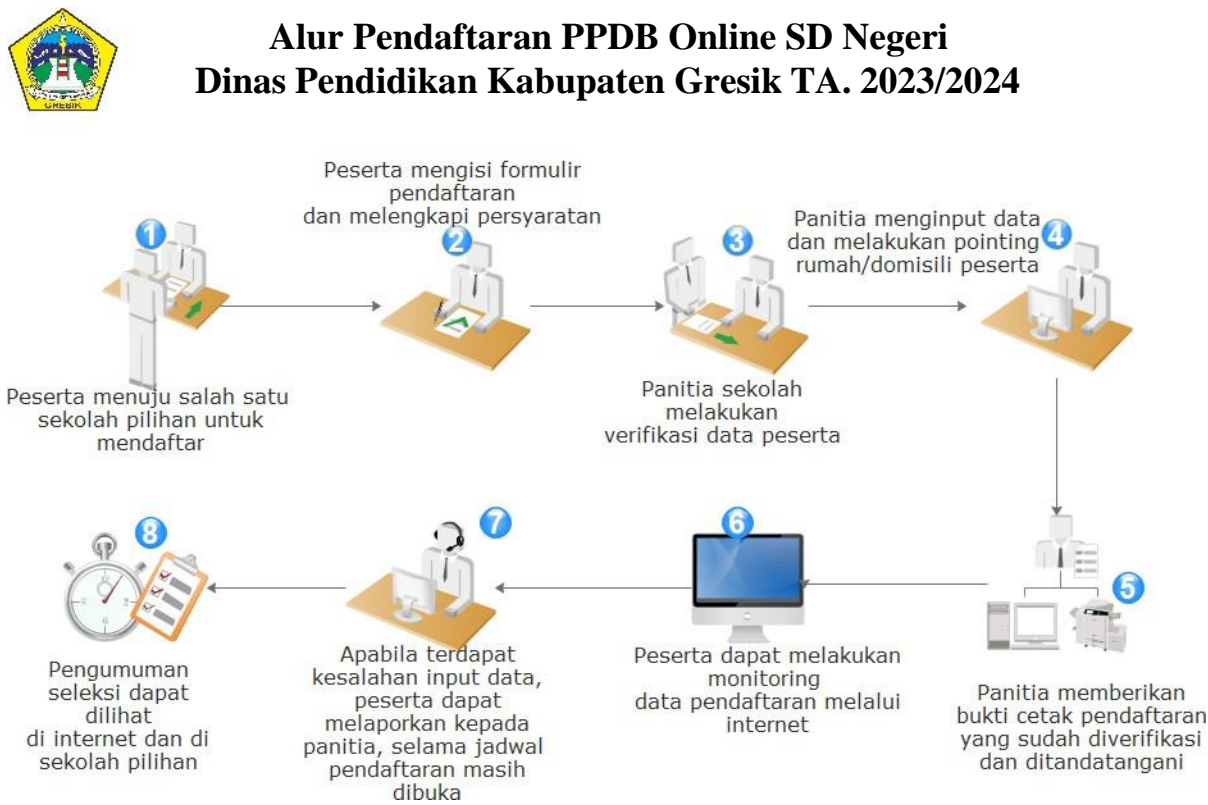 Alur Pendaftaran PPDB Online SD Negeri
Dinas Pendidikan Kabupaten Gresik TA. 2023/2024
GRESIK
1
Peserta menuju salah satu
sekolah pilihan untuk
mendaftar
Peserta mengisi formulir
pendaftaran
dan melengkapi persyaratan
2
3
Panitia sekolah
melakukan
verifikasi data peserta
Panitia menginput data
dan melakukan pointing
rumah/domisili peserta
4
5
Panitia memberikan
bukti cetak pendaftaran
yang sudah diverifikasi
dan ditandatangani
6
Peserta dapat melakukan
monitoring
data pendaftaran melalui
internet
7
Apabila terdapat
kesalahan input data,
peserta dapat
melaporkan kepada
panitia, selama jadwal
pendaftaran masih
dibuka
8
Pengumuman
seleksi dapat
dilihat
di internet dan di
sekolah pilihan